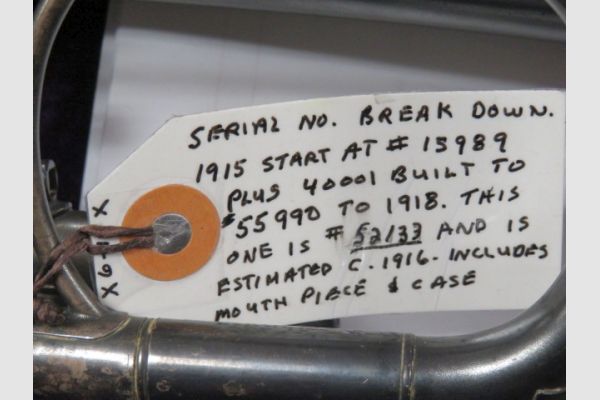 SERIAL NO. BREAK DOWN.
1915 START AT # 15989
PLUS 40001 BUILT TO
#55990 TO 1918. THIS
ONE IS # 52133 AND IS
ESTIMATED C. 1916. INCLUDES
MOUTH PIECE & CASE